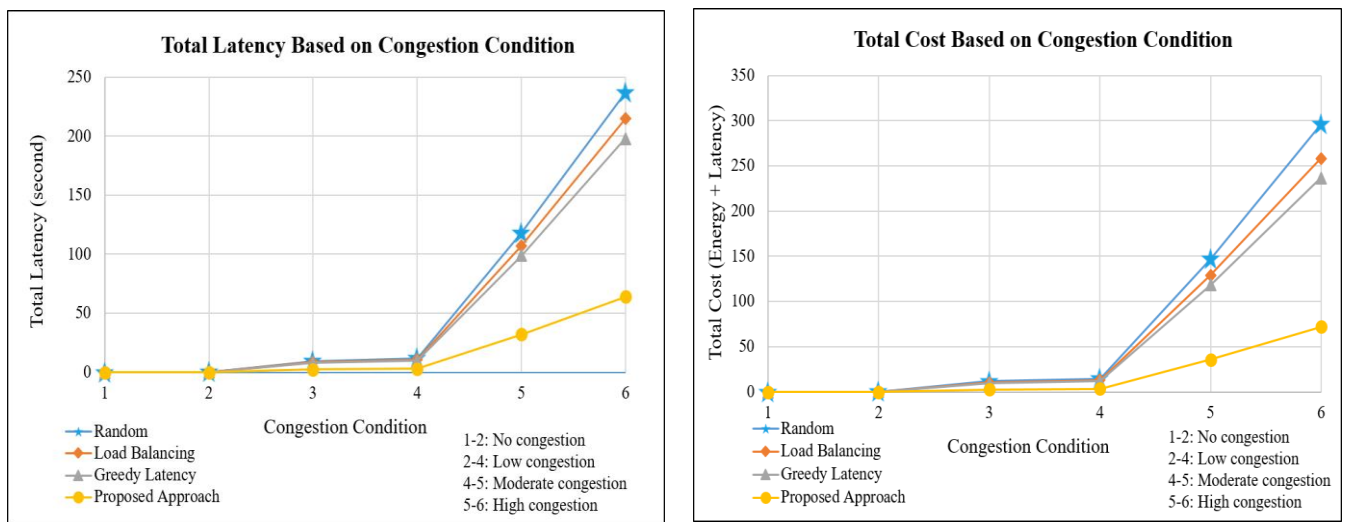 Total Latency Based on Congestion Condition
250
200
150
100
50
0
Total Latency (second)
1 2 3 4 5 6
Congestion Condition
Random
Load Balancing
Greedy Latency
Proposed Approach
1-2: No congestion
2-4: Low congestion
4-5: Moderate congestion
5-6: High congestion
Total Cost Based on Congestion Condition
350
300
250
200
150
100
50
0
Total Cost (Energy + Latency)
1 2 3 4 5 6
Congestion Condition
Random
Load Balancing
Greedy Latency
Proposed Approach
1-2: No congestion
2-4: Low congestion
4-5: Moderate congestion
5-6: High congestion